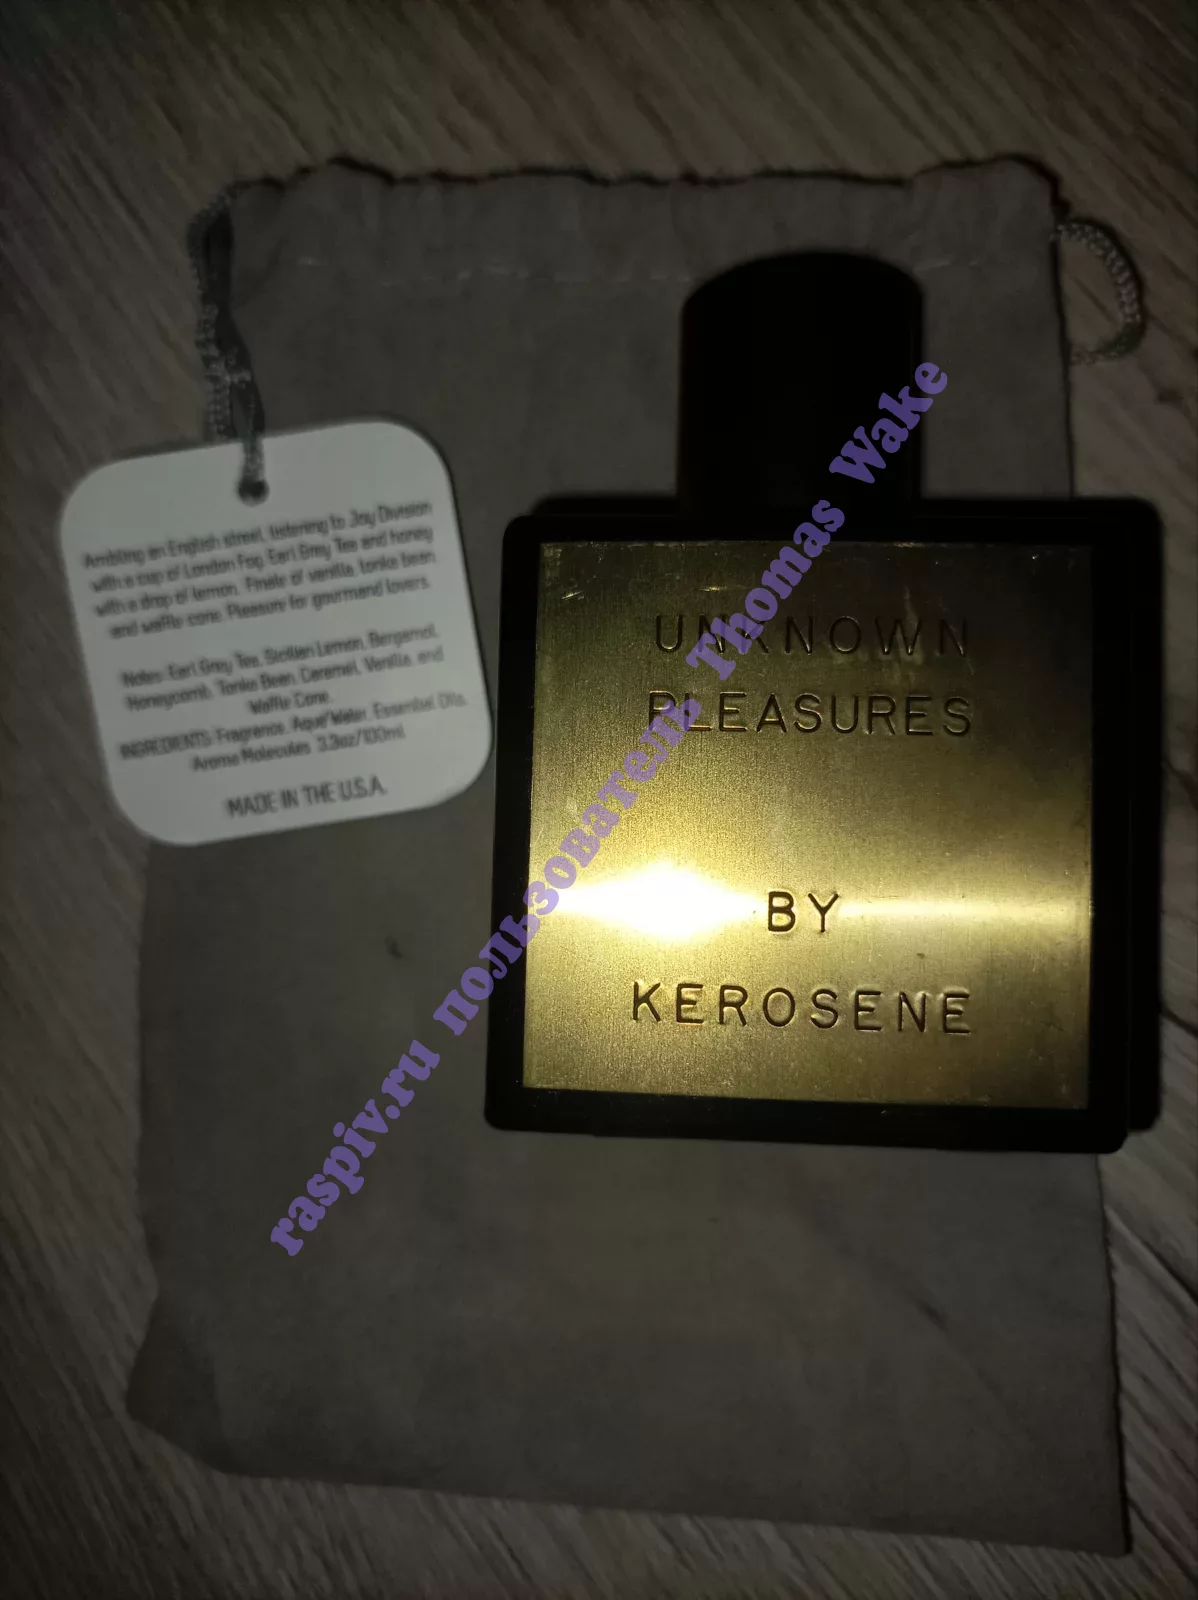 Ambling an English street, listening to Joy Division
with a cup of London Fog. Earl Grey Tea and honey
with a drop of lemon. Finale of vanilla, tonka bean
and waffle cone. Pleasure for gourmand lovers.
Notes: Earl Grey Tea, Sicilian Lemon, Bergamot,
Honeycomb, Tonka Bean, Caramel, Vanilla, and
Waffle Cone.
INGREDIENTS: Fragrance, Aqua/Water, Essential Oils,
Aroma Molecules 3.3oz/100ml
MADE IN THE U.S.A.
UNKNOWN
PLEASURES
BY
KEROSENE
raspiv.ru пользователь Thomas Wake